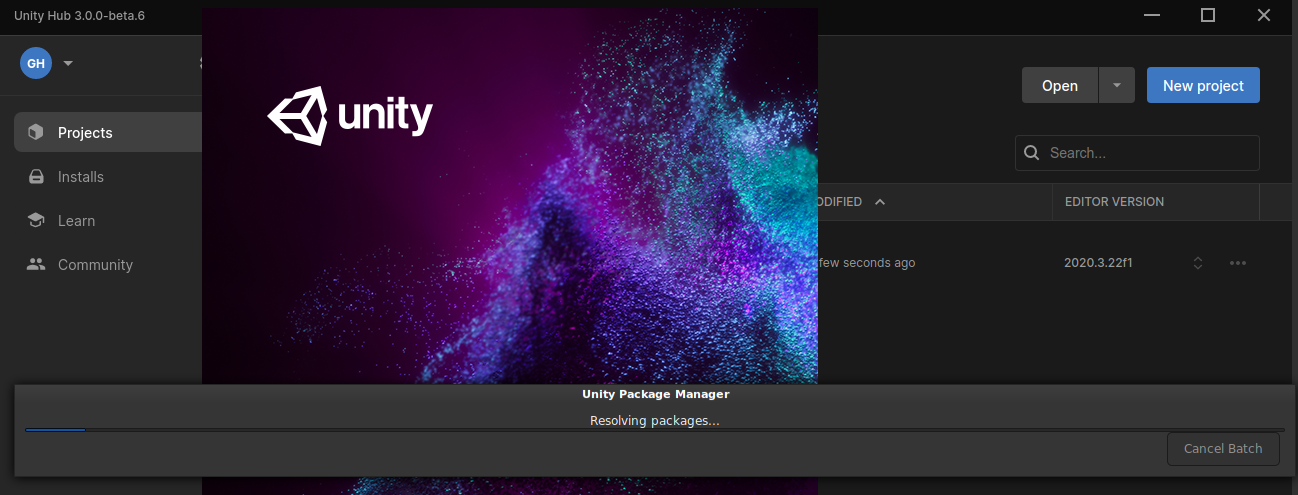 Unity Hub 3.0.0-beta.6
GH
unity
Open
New project
Projects
Search...
Installs
ODIFIED
EDITOR VERSION
Learn
Community
few seconds ago
2020.3.22f1
Unity Package Manager
Resolving packages...
Cancel Batch